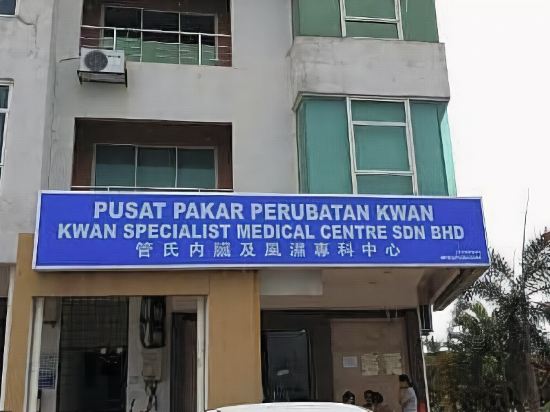 PUSAT PAKAR PERUBATAN KWAN
KWAN SPECIALIST MEDICAL CENTRE SDN BHD
管氏内臟及風濕專科中心